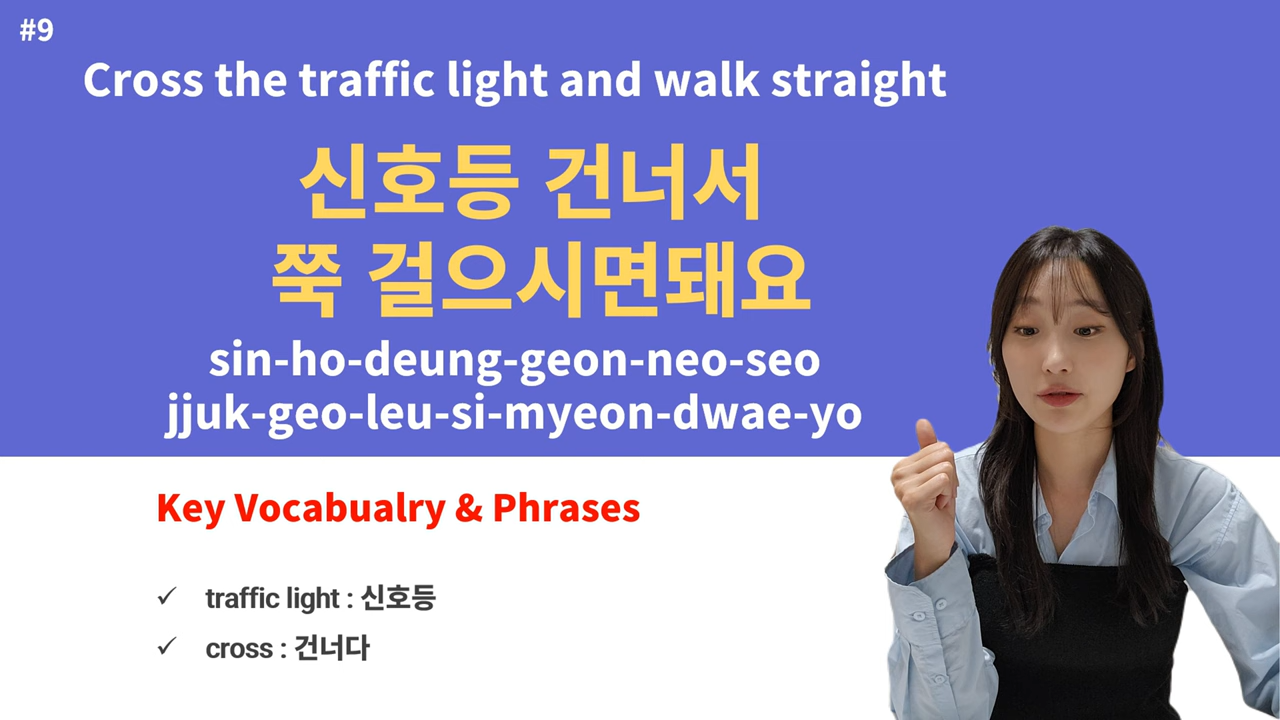 #9
Cross the traffic light and walk straight
신호등 건너서
쭉 걸으시면돼요
sin-ho-deung-geon-neo-seo
jjuk-geo-leu-si-myeon-dwae-yo
Key Vocabualry & Phrases
✓ traffic light : 신호등
✓ cross : 건너다